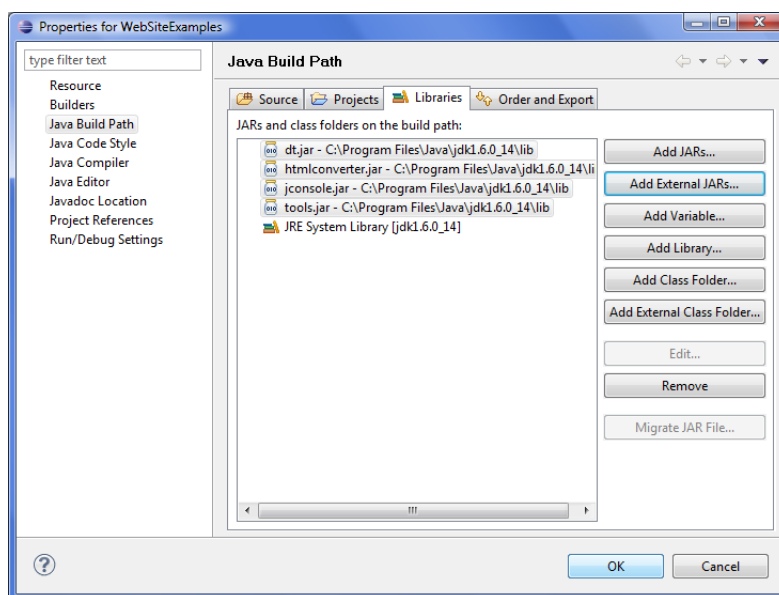 Properties for WebSiteExamples
type filter text
Resource
Builders
Java Build Path
Java Code Style
Java Compiler
Java Editor
Javadoc Location
Project References
Run/Debug Settings
Java Build Path
Source Projects Libraries Order and Export
JARs and class folders on the build path:
dt.jar - C:\Program Files\Java\jdk1.6.0_14\lib
htmlconverter.jar - C:\Program Files\Java\jdk1.6.0_14\li
jconsole.jar - C:\Program Files\Java\jdk1.6.0_14\lib
tools.jar - C:\Program Files\Java\jdk1.6.0_14\lib
JRE System Library [jdk1.6.0_14]
Add JARs...
Add External JARs...
Add Variable...
Add Library...
Add Class Folder...
Add External Class Folder...
Edit...
Remove
Migrate JAR File...
OK Cancel